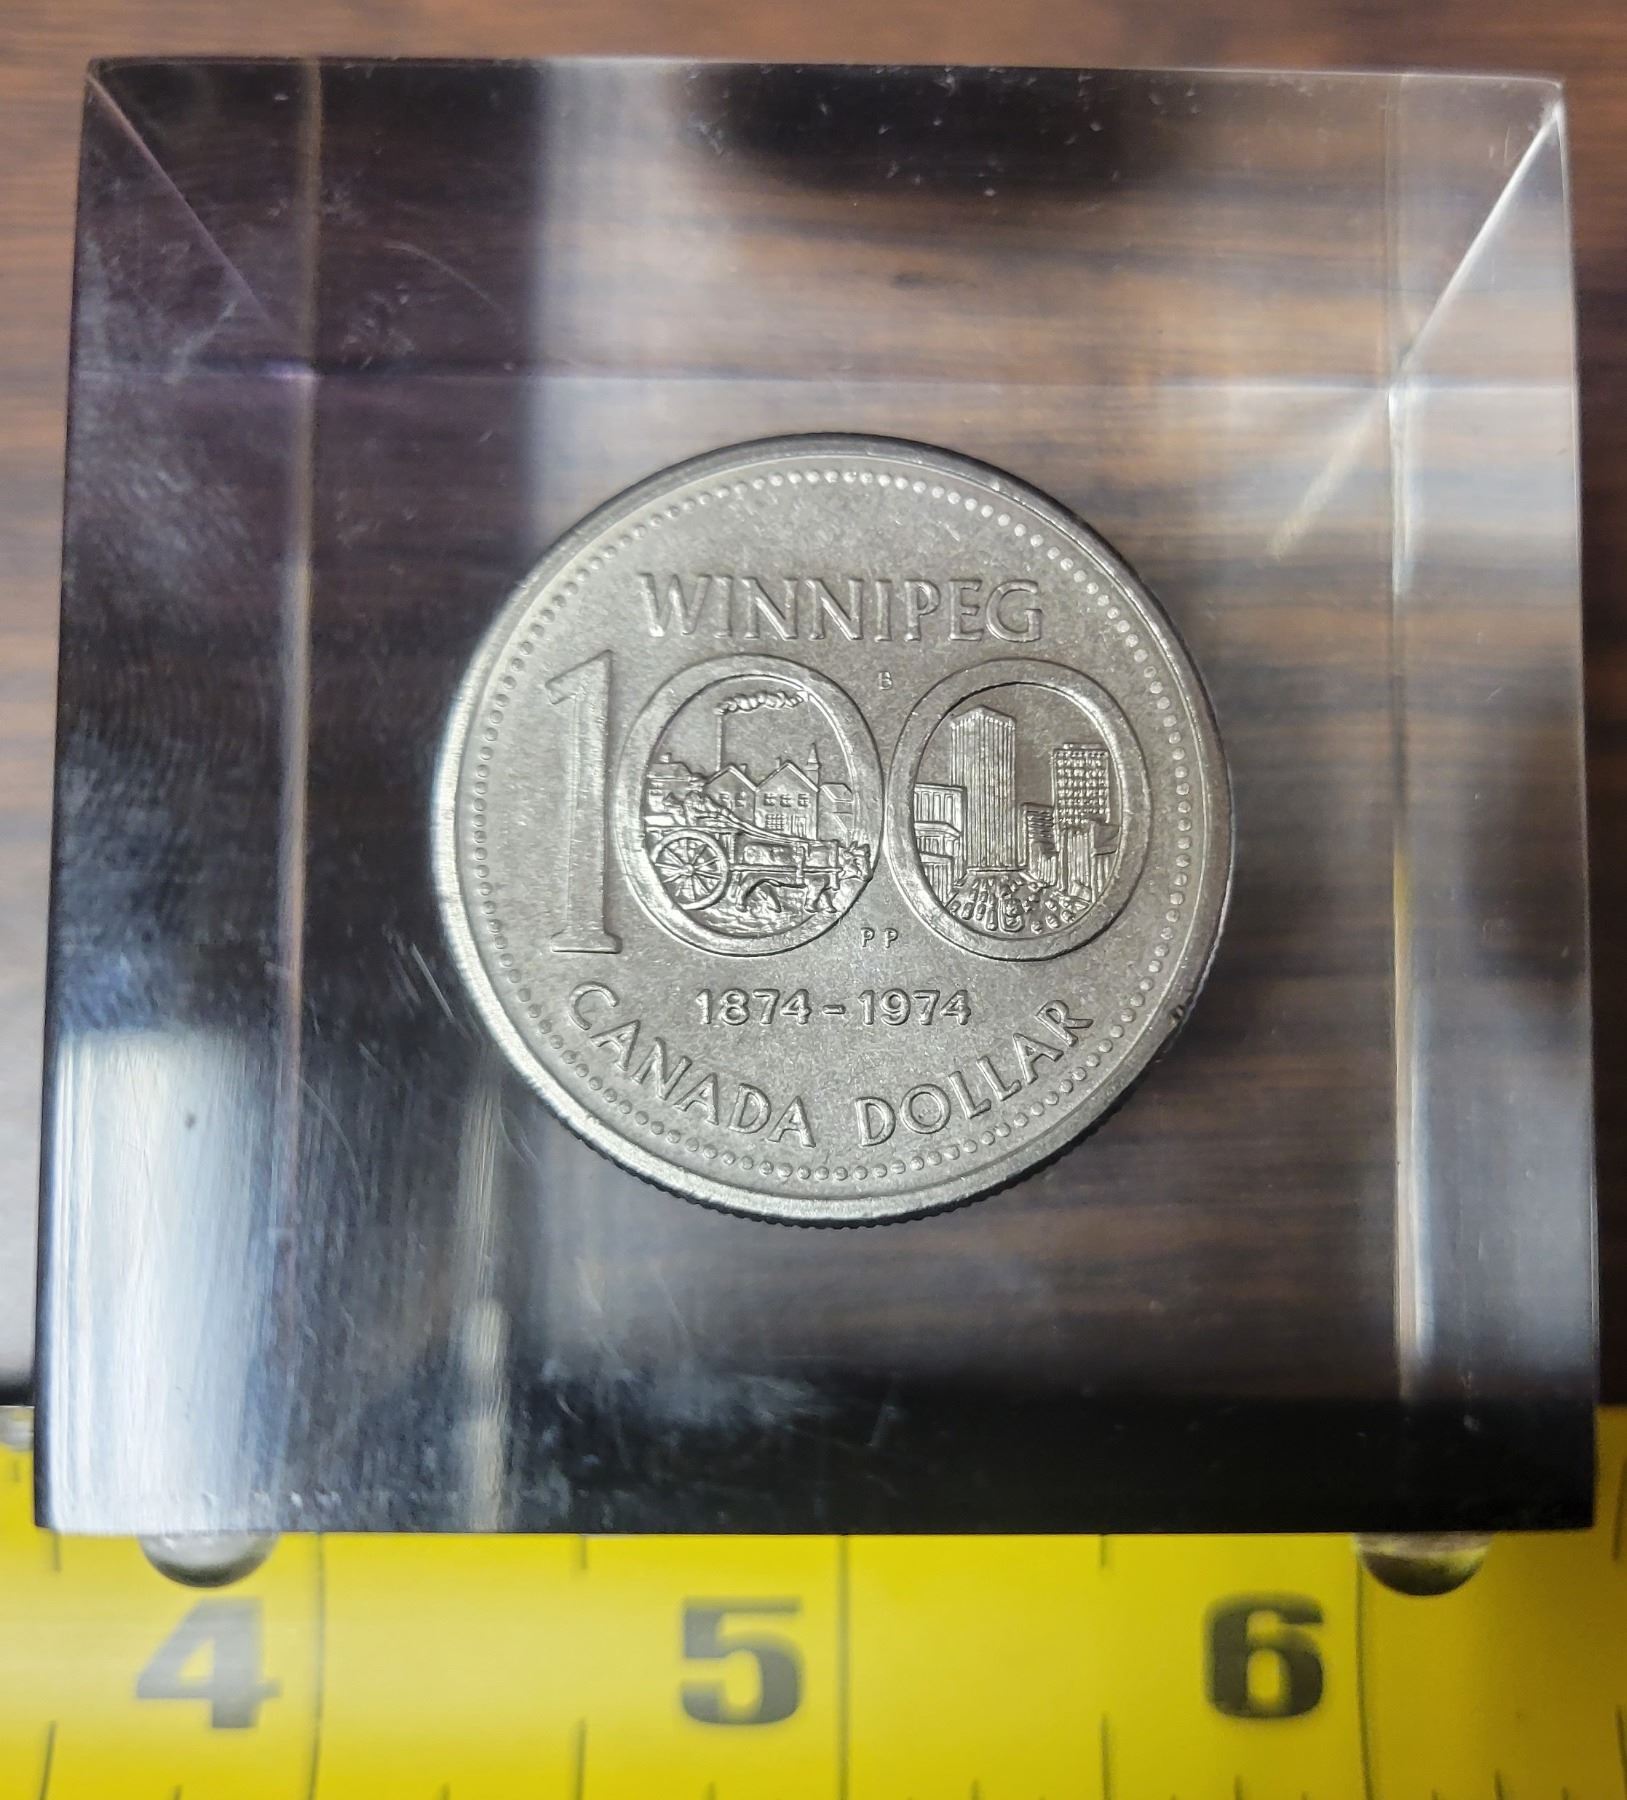 WINNIPEG
B
100
PP
1874-1974
CANADA DOLLAR
4 5 6